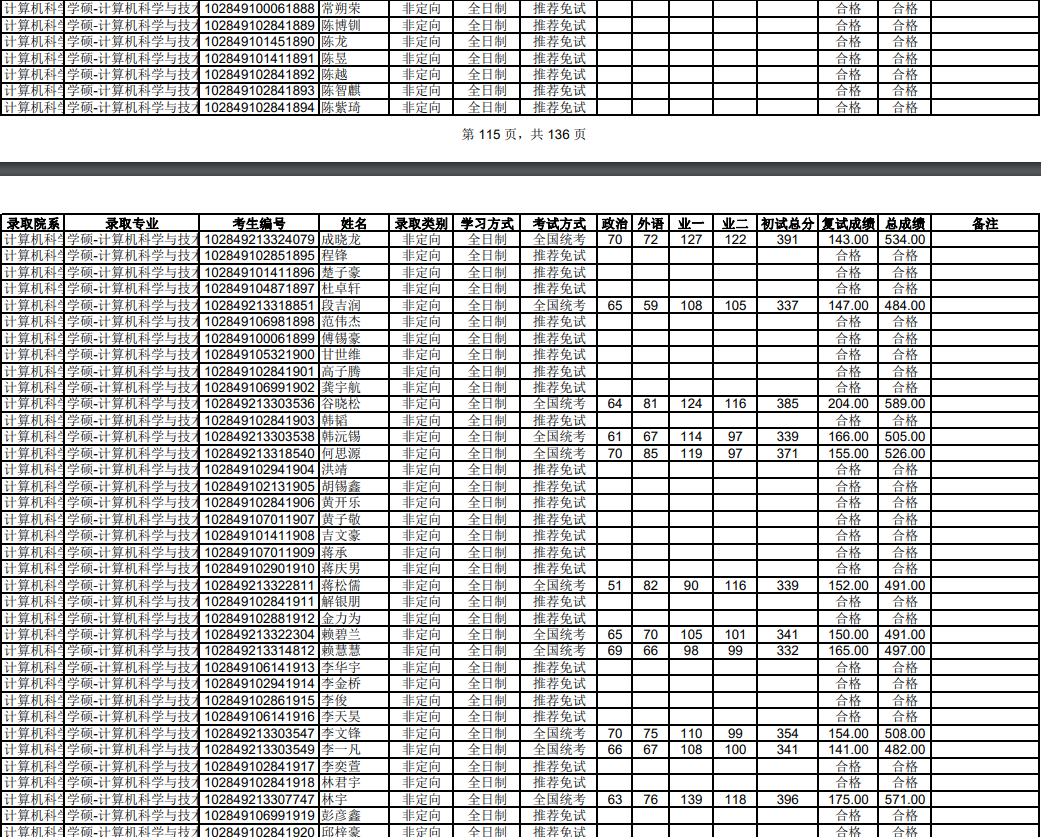 计算机科学 学硕-计算机科学与技术 102849100061888 常朔荣 非定向 全日制 推荐免试 合格 合格
计算机科学 学硕-计算机科学与技术 102849102841889 陈博钏 非定向 全日制 推荐免试 合格 合格
计算机科学 学硕-计算机科学与技术 102849101451890 陈龙 非定向 全日制 推荐免试 合格 合格
计算机科学 学硕-计算机科学与技术 102849101411891 陈昱 非定向 全日制 推荐免试 合格 合格
计算机科学 学硕-计算机科学与技术 102849102841892 陈越 非定向 全日制 推荐免试 合格 合格
计算机科学 学硕-计算机科学与技术 102849102841893 陈智麒 非定向 全日制 推荐免试 合格 合格
计算机科学 学硕-计算机科学与技术 102849102841894 陈紫琦 非定向 全日制 推荐免试 合格 合格
第 115 页，共 136 页
录取院系 录取专业 考生编号 姓名 录取类别 学习方式 考试方式 政治 外语 业一 业二 初试总分 复试成绩 总成绩 备注
计算机科学 学硕-计算机科学与技术 102849213324079 成晓龙 非定向 全日制 全国统考 70 72 127 122 391 143.00 534.00
计算机科学 学硕-计算机科学与技术 102849102851895 程锋 非定向 全日制 推荐免试 合格 合格
计算机科学 学硕-计算机科学与技术 102849101411896 楚子豪 非定向 全日制 推荐免试 合格 合格
计算机科学 学硕-计算机科学与技术 102849104871897 杜卓轩 非定向 全日制 推荐免试 合格 合格
计算机科学 学硕-计算机科学与技术 102849213318851 段吉润 非定向 全日制 全国统考 65 59 108 105 337 147.00 484.00
计算机科学 学硕-计算机科学与技术 102849106981898 范伟杰 非定向 全日制 推荐免试 合格 合格
计算机科学 学硕-计算机科学与技术 102849100061899 傅锡豪 非定向 全日制 推荐免试 合格 合格
计算机科学 学硕-计算机科学与技术 102849105321900 甘世维 非定向 全日制 推荐免试 合格 合格
计算机科学 学硕-计算机科学与技术 102849102841901 高子腾 非定向 全日制 推荐免试 合格 合格
计算机科学 学硕-计算机科学与技术 102849106991902 龚宇航 非定向 全日制 推荐免试 合格 合格
计算机科学 学硕-计算机科学与技术 102849213303536 谷晓松 非定向 全日制 全国统考 64 81 124 116 385 204.00 589.00
计算机科学 学硕-计算机科学与技术 102849102841903 韩韬 非定向 全日制 推荐免试 合格 合格
计算机科学 学硕-计算机科学与技术 102849213303538 韩沅锡 非定向 全日制 全国统考 61 67 114 97 339 166.00 505.00
计算机科学 学硕-计算机科学与技术 102849213318540 何思源 非定向 全日制 全国统考 70 85 119 97 371 155.00 526.00
计算机科学 学硕-计算机科学与技术 102849102941904 洪靖 非定向 全日制 推荐免试 合格 合格
计算机科学 学硕-计算机科学与技术 102849102131905 胡锡鑫 非定向 全日制 推荐免试 合格 合格
计算机科学 学硕-计算机科学与技术 102849102841906 黄开乐 非定向 全日制 推荐免试 合格 合格
计算机科学 学硕-计算机科学与技术 102849107011907 黄子敬 非定向 全日制 推荐免试 合格 合格
计算机科学 学硕-计算机科学与技术 102849101411908 吉文豪 非定向 全日制 推荐免试 合格 合格
计算机科学 学硕-计算机科学与技术 102849107011909 蒋承 非定向 全日制 推荐免试 合格 合格
计算机科学 学硕-计算机科学与技术 102849102901910 蒋庆男 非定向 全日制 推荐免试 合格 合格
计算机科学 学硕-计算机科学与技术 102849213322811 蒋松儒 非定向 全日制 全国统考 51 82 90 116 339 152.00 491.00
计算机科学 学硕-计算机科学与技术 102849102841911 解银朋 非定向 全日制 推荐免试 合格 合格
计算机科学 学硕-计算机科学与技术 102849102881912 金力为 非定向 全日制 推荐免试 合格 合格
计算机科学 学硕-计算机科学与技术 102849213322304 赖碧兰 非定向 全日制 全国统考 65 70 105 101 341 150.00 491.00
计算机科学 学硕-计算机科学与技术 102849213314812 赖慧慧 非定向 全日制 全国统考 69 66 98 99 332 165.00 497.00
计算机科学 学硕-计算机科学与技术 102849106141913 李华宇 非定向 全日制 推荐免试 合格 合格
计算机科学 学硕-计算机科学与技术 102849102941914 李金桥 非定向 全日制 推荐免试 合格 合格
计算机科学 学硕-计算机科学与技术 102849102861915 李俊 非定向 全日制 推荐免试 合格 合格
计算机科学 学硕-计算机科学与技术 102849106141916 李天昊 非定向 全日制 推荐免试 合格 合格
计算机科学 学硕-计算机科学与技术 102849213303547 李文锋 非定向 全日制 全国统考 70 75 110 99 354 154.00 508.00
计算机科学 学硕-计算机科学与技术 102849213303549 李一凡 非定向 全日制 全国统考 66 67 108 100 341 141.00 482.00
计算机科学 学硕-计算机科学与技术 102849102841917 李奕萱 非定向 全日制 推荐免试 合格 合格
计算机科学 学硕-计算机科学与技术 102849102841918 林君宇 非定向 全日制 推荐免试 合格 合格
计算机科学 学硕-计算机科学与技术 102849213307747 林宇 非定向 全日制 全国统考 63 76 139 118 396 175.00 571.00
计算机科学 学硕-计算机科学与技术 102849106991919 彭彦鑫 非定向 全日制 推荐免试 合格 合格
计算机科学 学硕-计算机科学与技术 102849102841920 邱梓豪 非定向 全日制 推荐免试 合格 合格